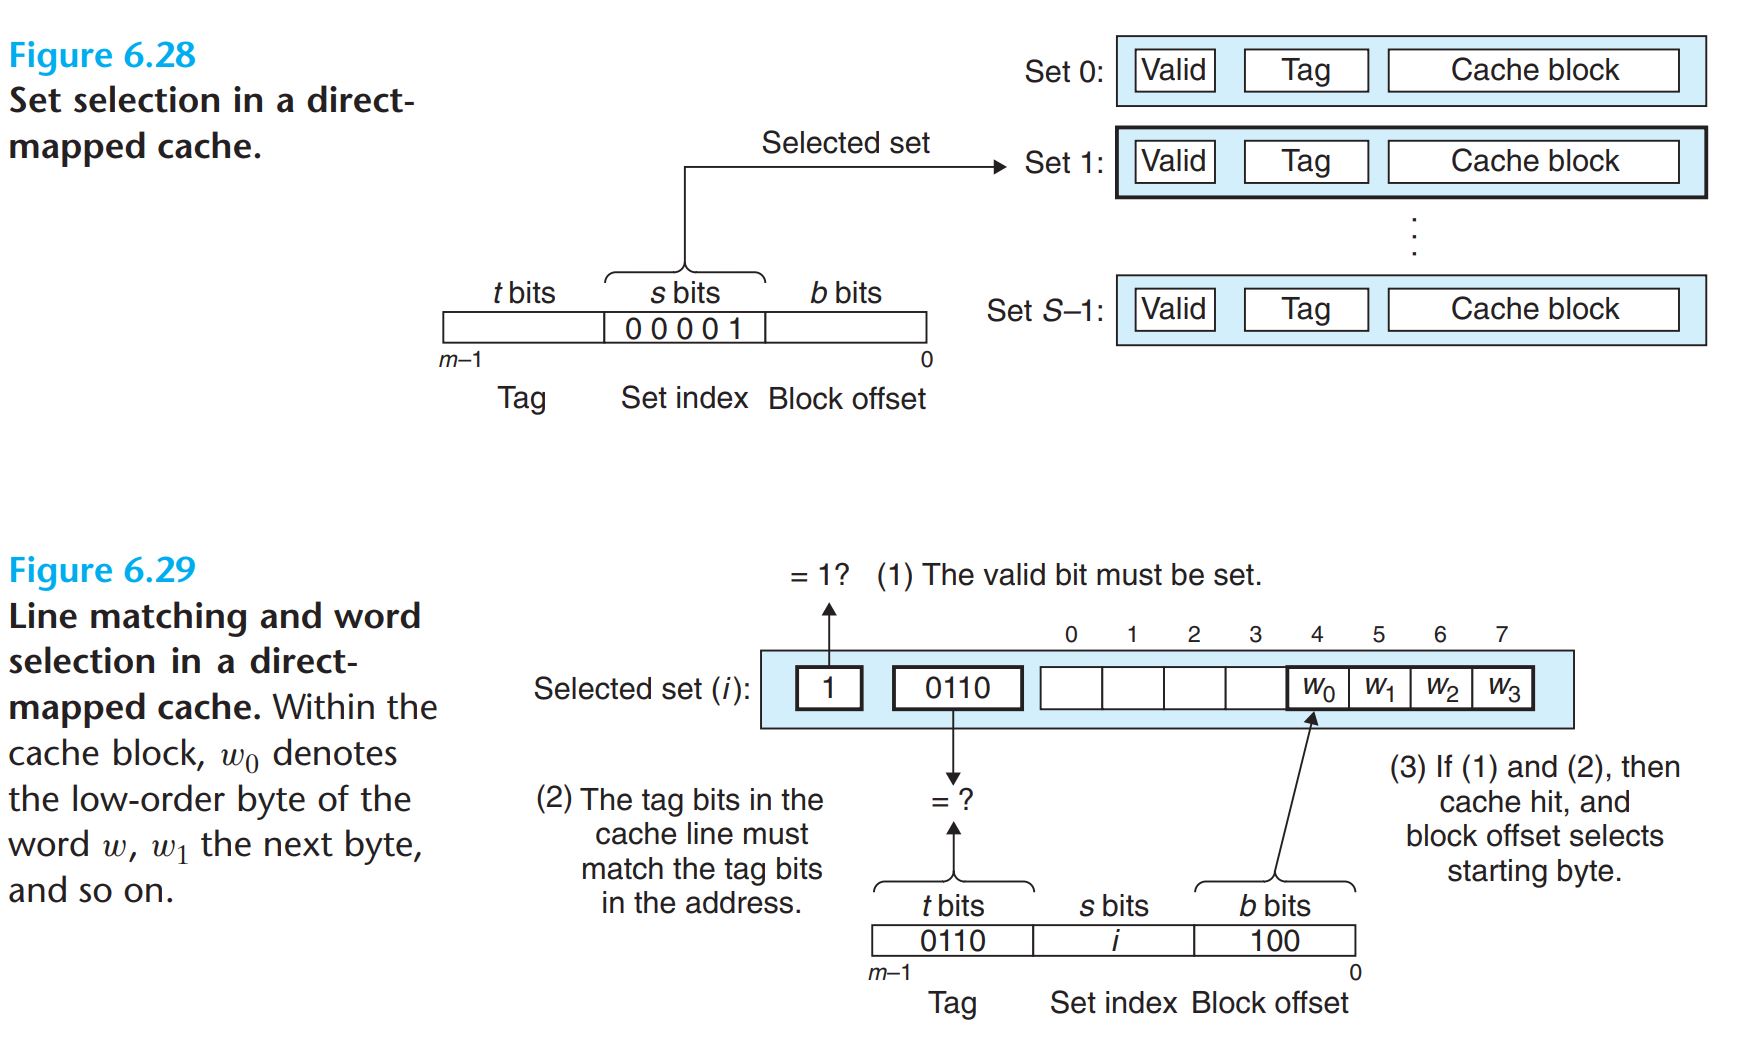 Figure 6.28
Set selection in a direct-
mapped cache.
Set 0: Valid Tag Cache block
Selected set
Set 1: Valid Tag Cache block
Set S–1: Valid Tag Cache block
t bits s bits b bits
0 0 0 0 1
m–1 0
Tag Set index Block offset
Figure 6.29
Line matching and word
selection in a direct-
mapped cache. Within the
cache block, w0 denotes
the low-order byte of the
word w, w1 the next byte,
and so on.
= 1? (1) The valid bit must be set.
0 1 2 3 4 5 6 7
Selected set (i): 1 0110 w0 w1 w2 w3
(2) The tag bits in the
cache line must
match the tag bits
in the address.
= ?
(3) If (1) and (2), then
cache hit, and
block offset selects
starting byte.
t bits s bits b bits
0110 i 100
m–1 0
Tag Set index Block offset